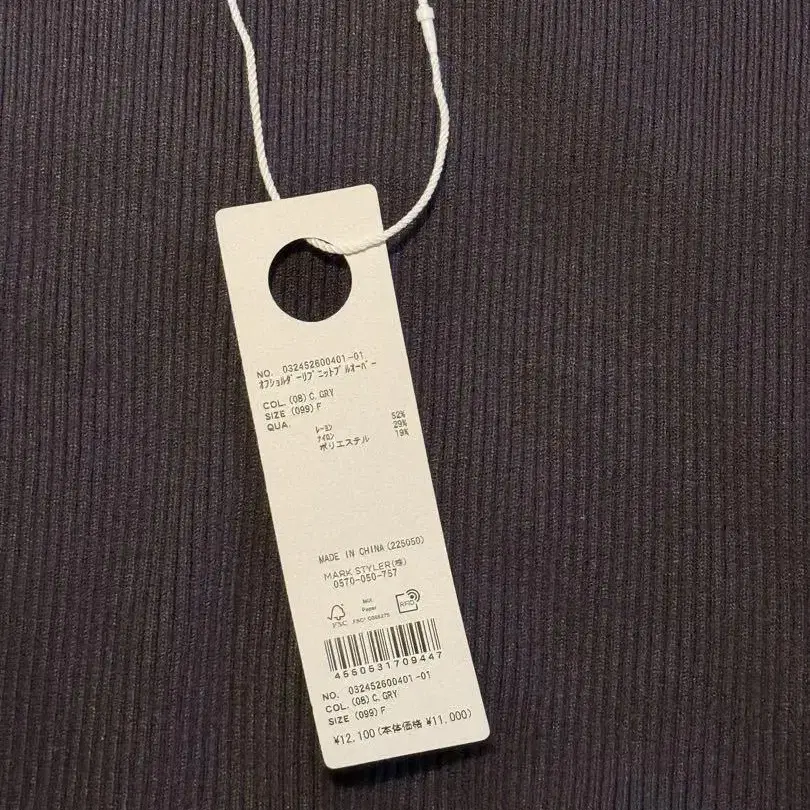 NO. 032452600401-01
ｵﾌｼｮﾙﾀﾞｰﾘﾌﾞﾆｯﾄﾌﾟﾙｵｰﾊﾞｰ
COL. (08) C. GRY
SIZE (099) F
QUA.
ﾚｰﾖﾝ 52%
ﾅｲﾛﾝ 29%
ポリエステル 19%
MADE IN CHINA (225050)
MARK STYLER(株)
0570-050-757
FSC
MIX
Paper
RFID
4550531709447
NO. 032452600401-01
COL. (08) C. GRY
SIZE (099) F
¥12,100(本体価格 ¥11,000)